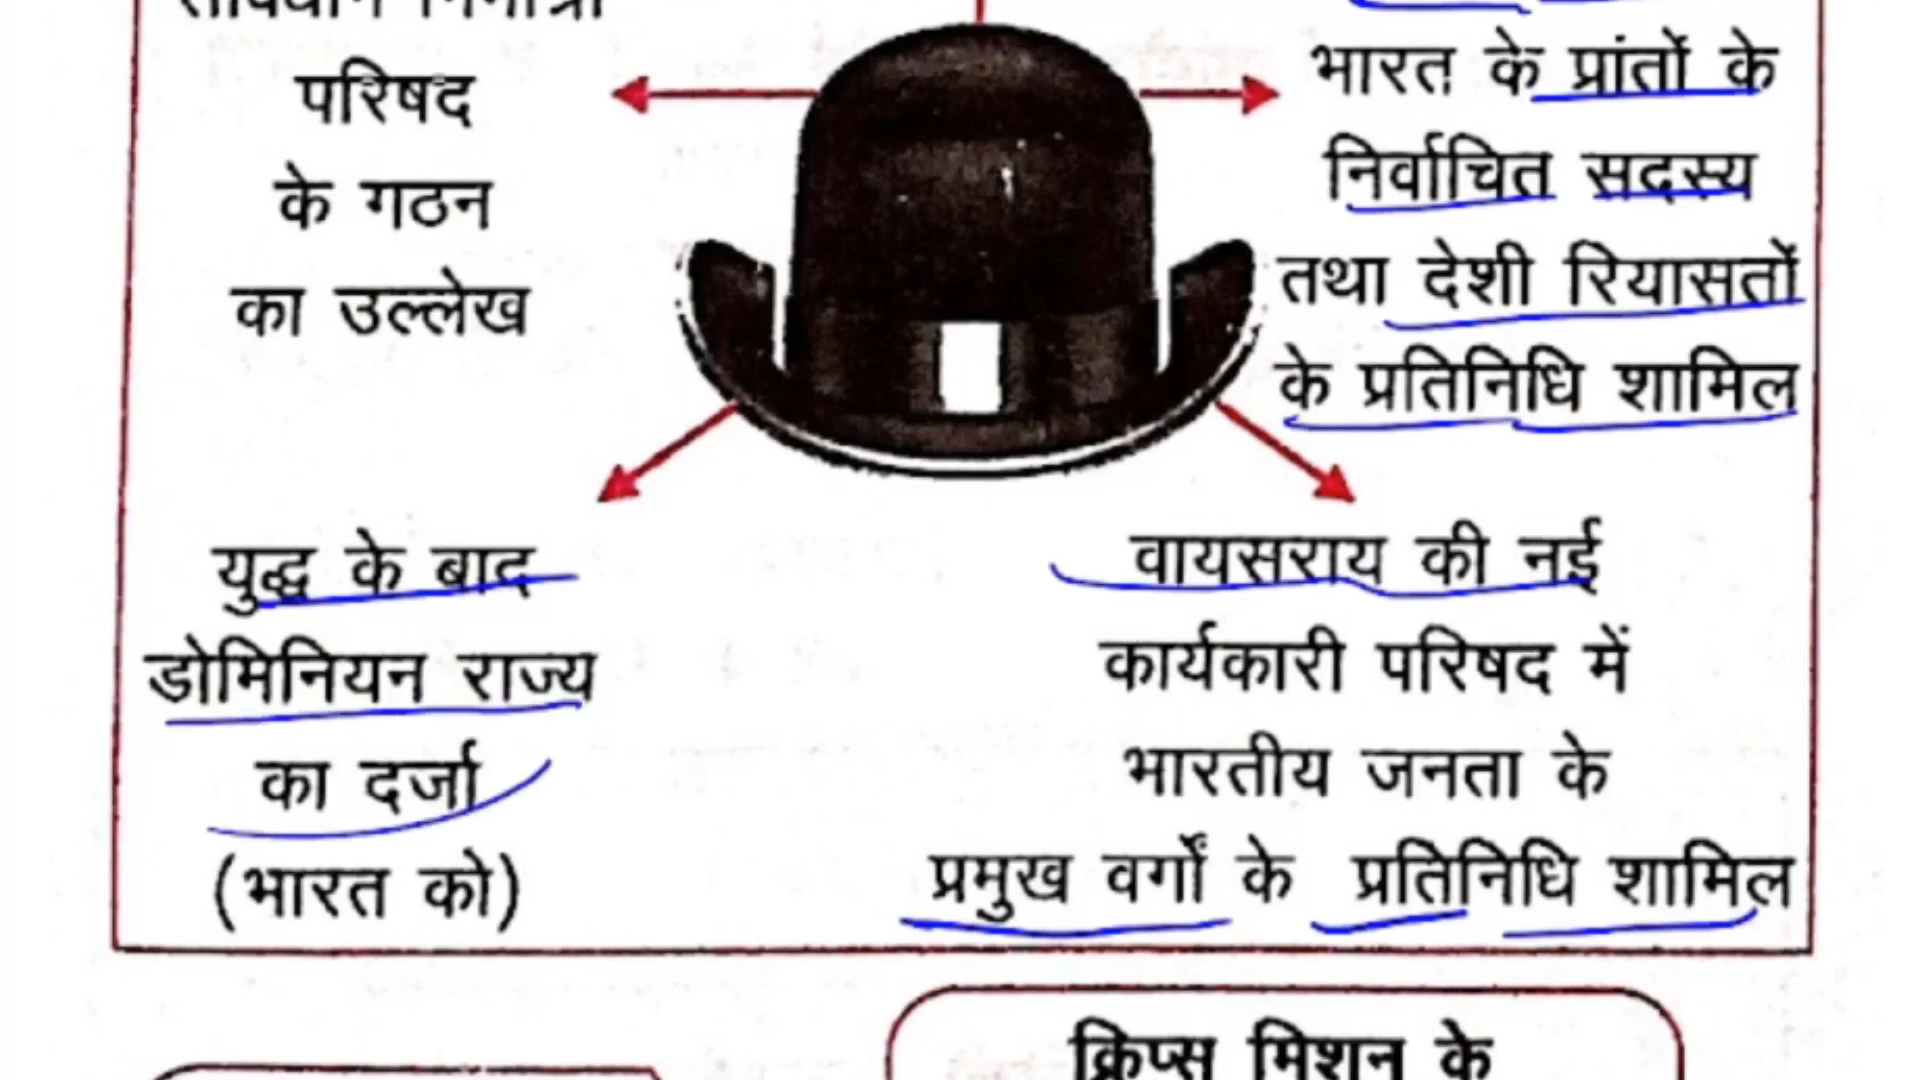 परिषद
के गठन
का उल्लेख
भारत के प्रांतों के
निर्वाचित सदस्य
तथा देशी रियासतों
के प्रतिनिधि शामिल
युद्ध के बाद
डोमिनियन राज्य
का दर्जा
(भारत को)
वायसराय की नई
कार्यकारी परिषद में
भारतीय जनता के
प्रमुख वर्गों के प्रतिनिधि शामिल
क्रिप्स मिशन के